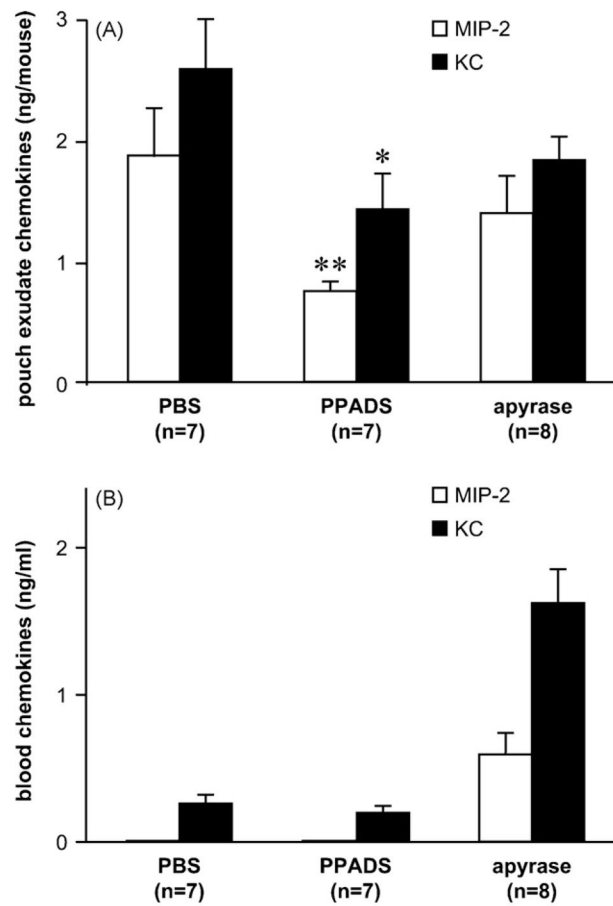 (A)
MIP-2
KC
pouch exudate chemokines (ng/mouse)
3
2
1
0
*
**
PBS
(n=7)
PPADS
(n=7)
apyrase
(n=8)
(B)
MIP-2
KC
blood chemokines (ng/ml)
2
1
0
PBS
(n=7)
PPADS
(n=7)
apyrase
(n=8)